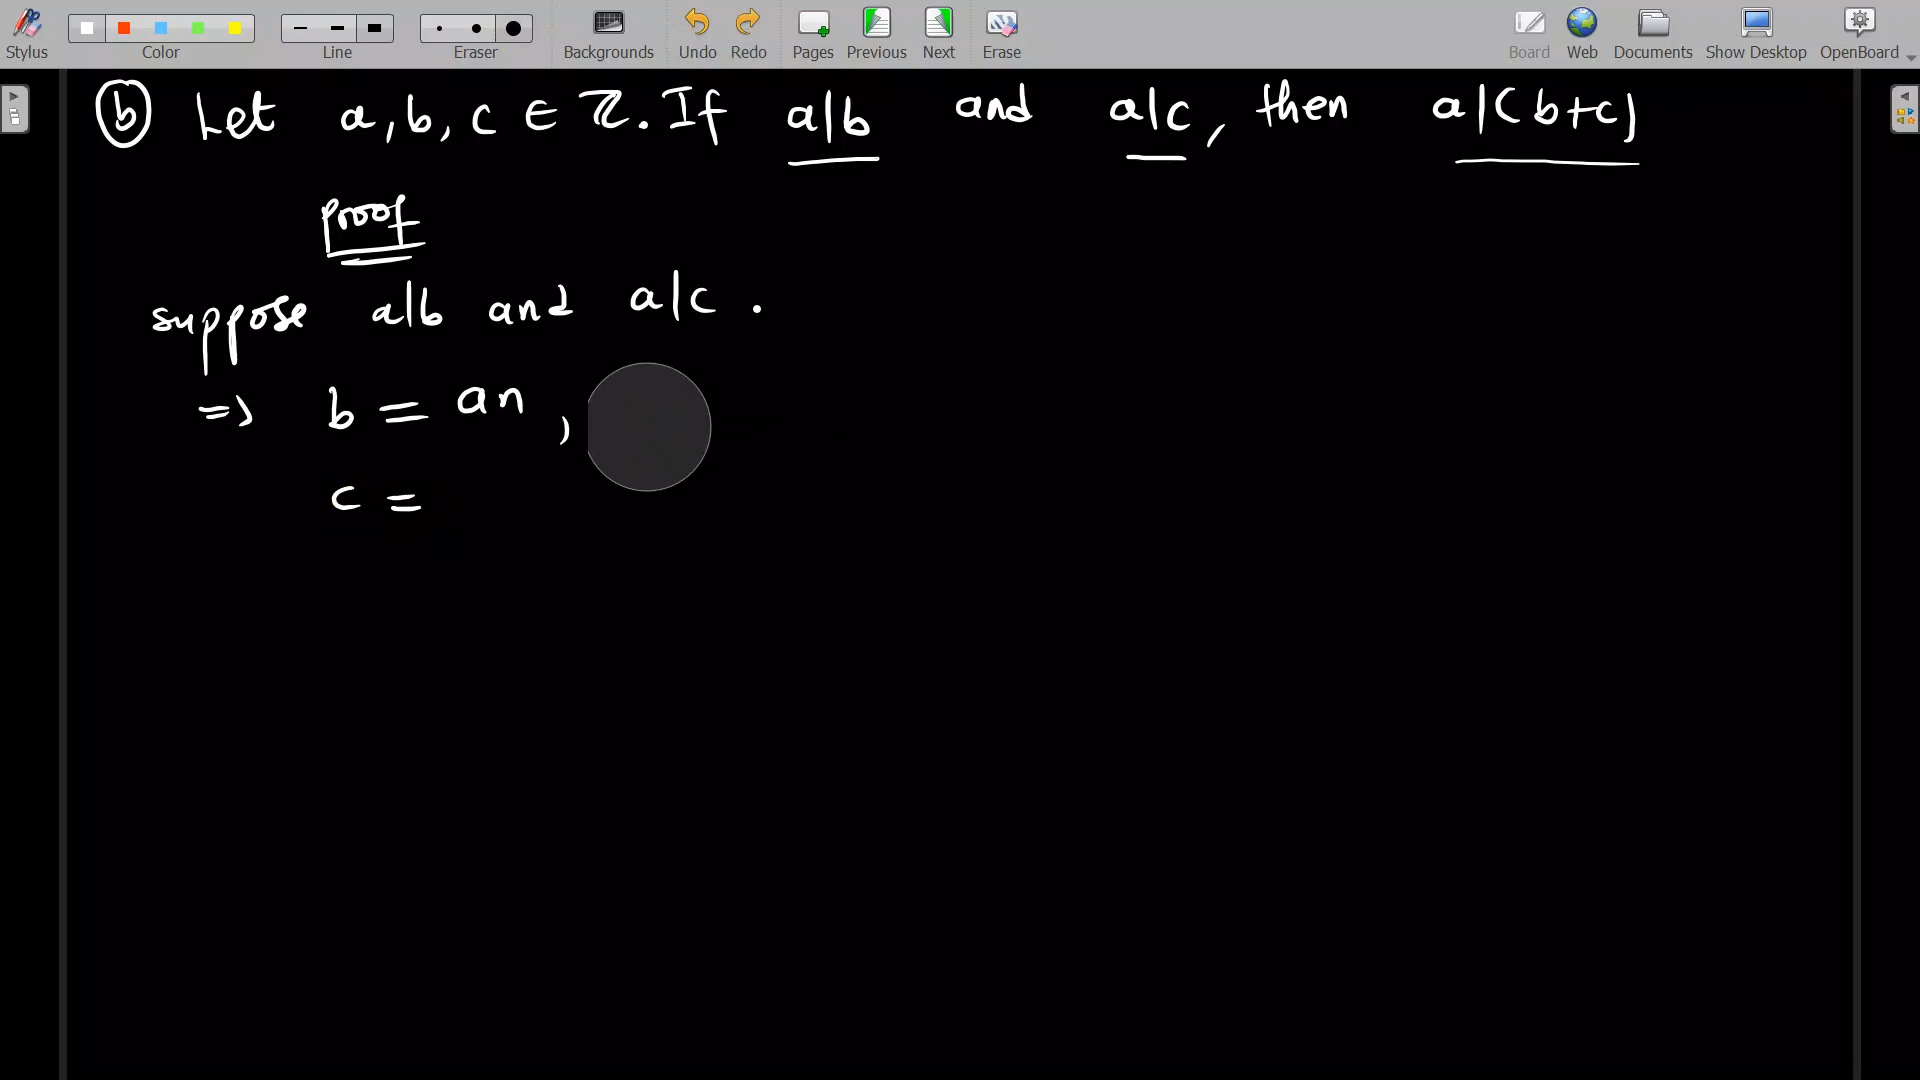 Stylus Color Line Eraser Backgrounds Undo Redo Pages Previous Next Erase Board Web Documents Show Desktop OpenBoard
ⓑ Let a, b, c ∈ ℤ. If a|b and a|c, then a|(b+c)
Proof
suppose a|b and a|c.
=> b = an,
c =